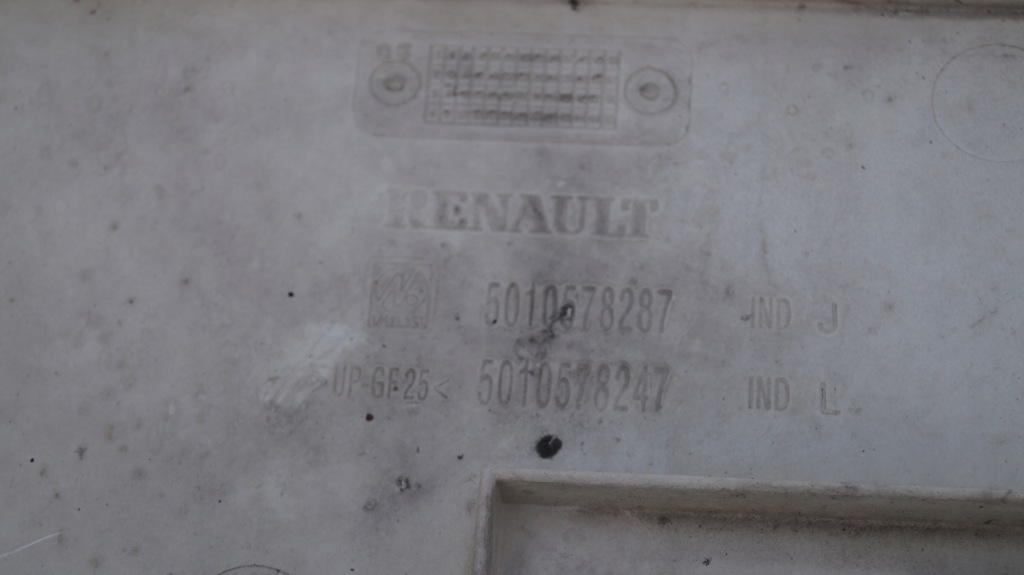 RENAULT
5010578287 IND J
>UP-GF25< 5010578247 IND L